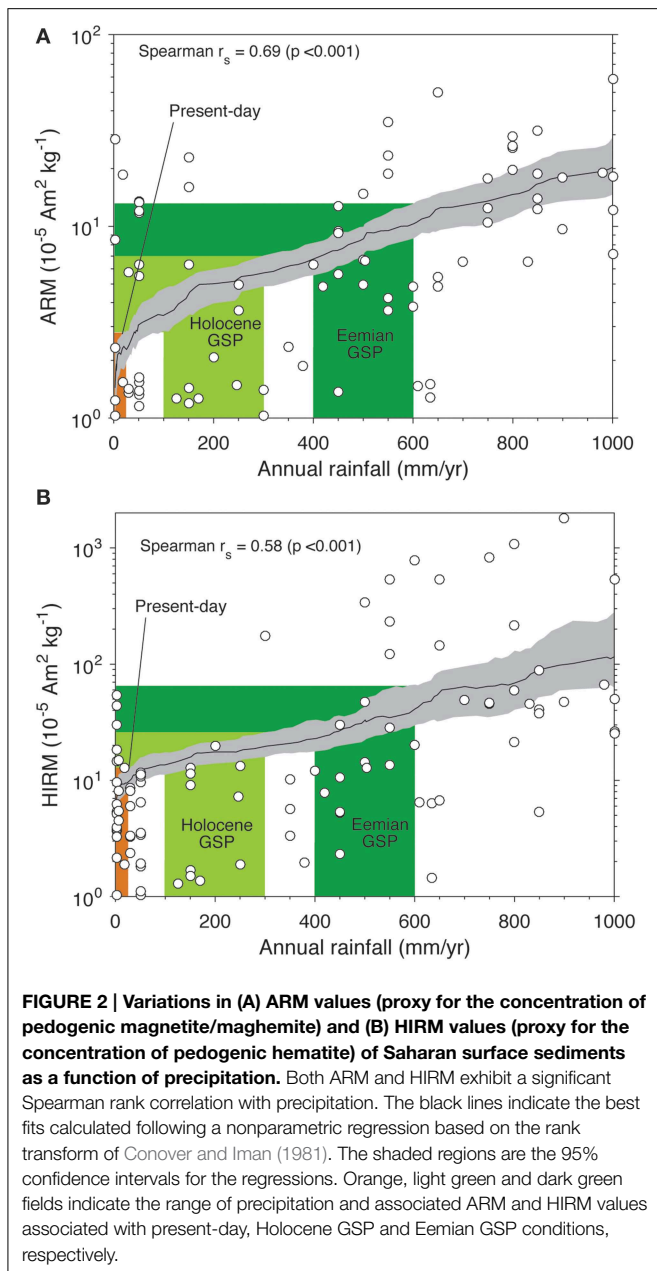 A
Spearman rs = 0.69 (p <0.001)
Present-day
ARM (10-5 Am2 kg-1)
102
101
100
Holocene
GSP
Eemian
GSP
0 200 400 600 800 1000
Annual rainfall (mm/yr)
B
Spearman rs = 0.58 (p <0.001)
Present-day
HIRM (10-5 Am2 kg-1)
103
102
101
100
Holocene
GSP
Eemian
GSP
0 200 400 600 800 1000
Annual rainfall (mm/yr)
FIGURE 2 | Variations in (A) ARM values (proxy for the concentration of
pedogenic magnetite/maghemite) and (B) HIRM values (proxy for the
concentration of pedogenic hematite) of Saharan surface sediments
as a function of precipitation. Both ARM and HIRM exhibit a significant
Spearman rank correlation with precipitation. The black lines indicate the best
fits calculated following a nonparametric regression based on the rank
transform of Conover and Iman (1981). The shaded regions are the 95%
confidence intervals for the regressions. Orange, light green and dark green
fields indicate the range of precipitation and associated ARM and HIRM values
associated with present-day, Holocene GSP and Eemian GSP conditions,
respectively.